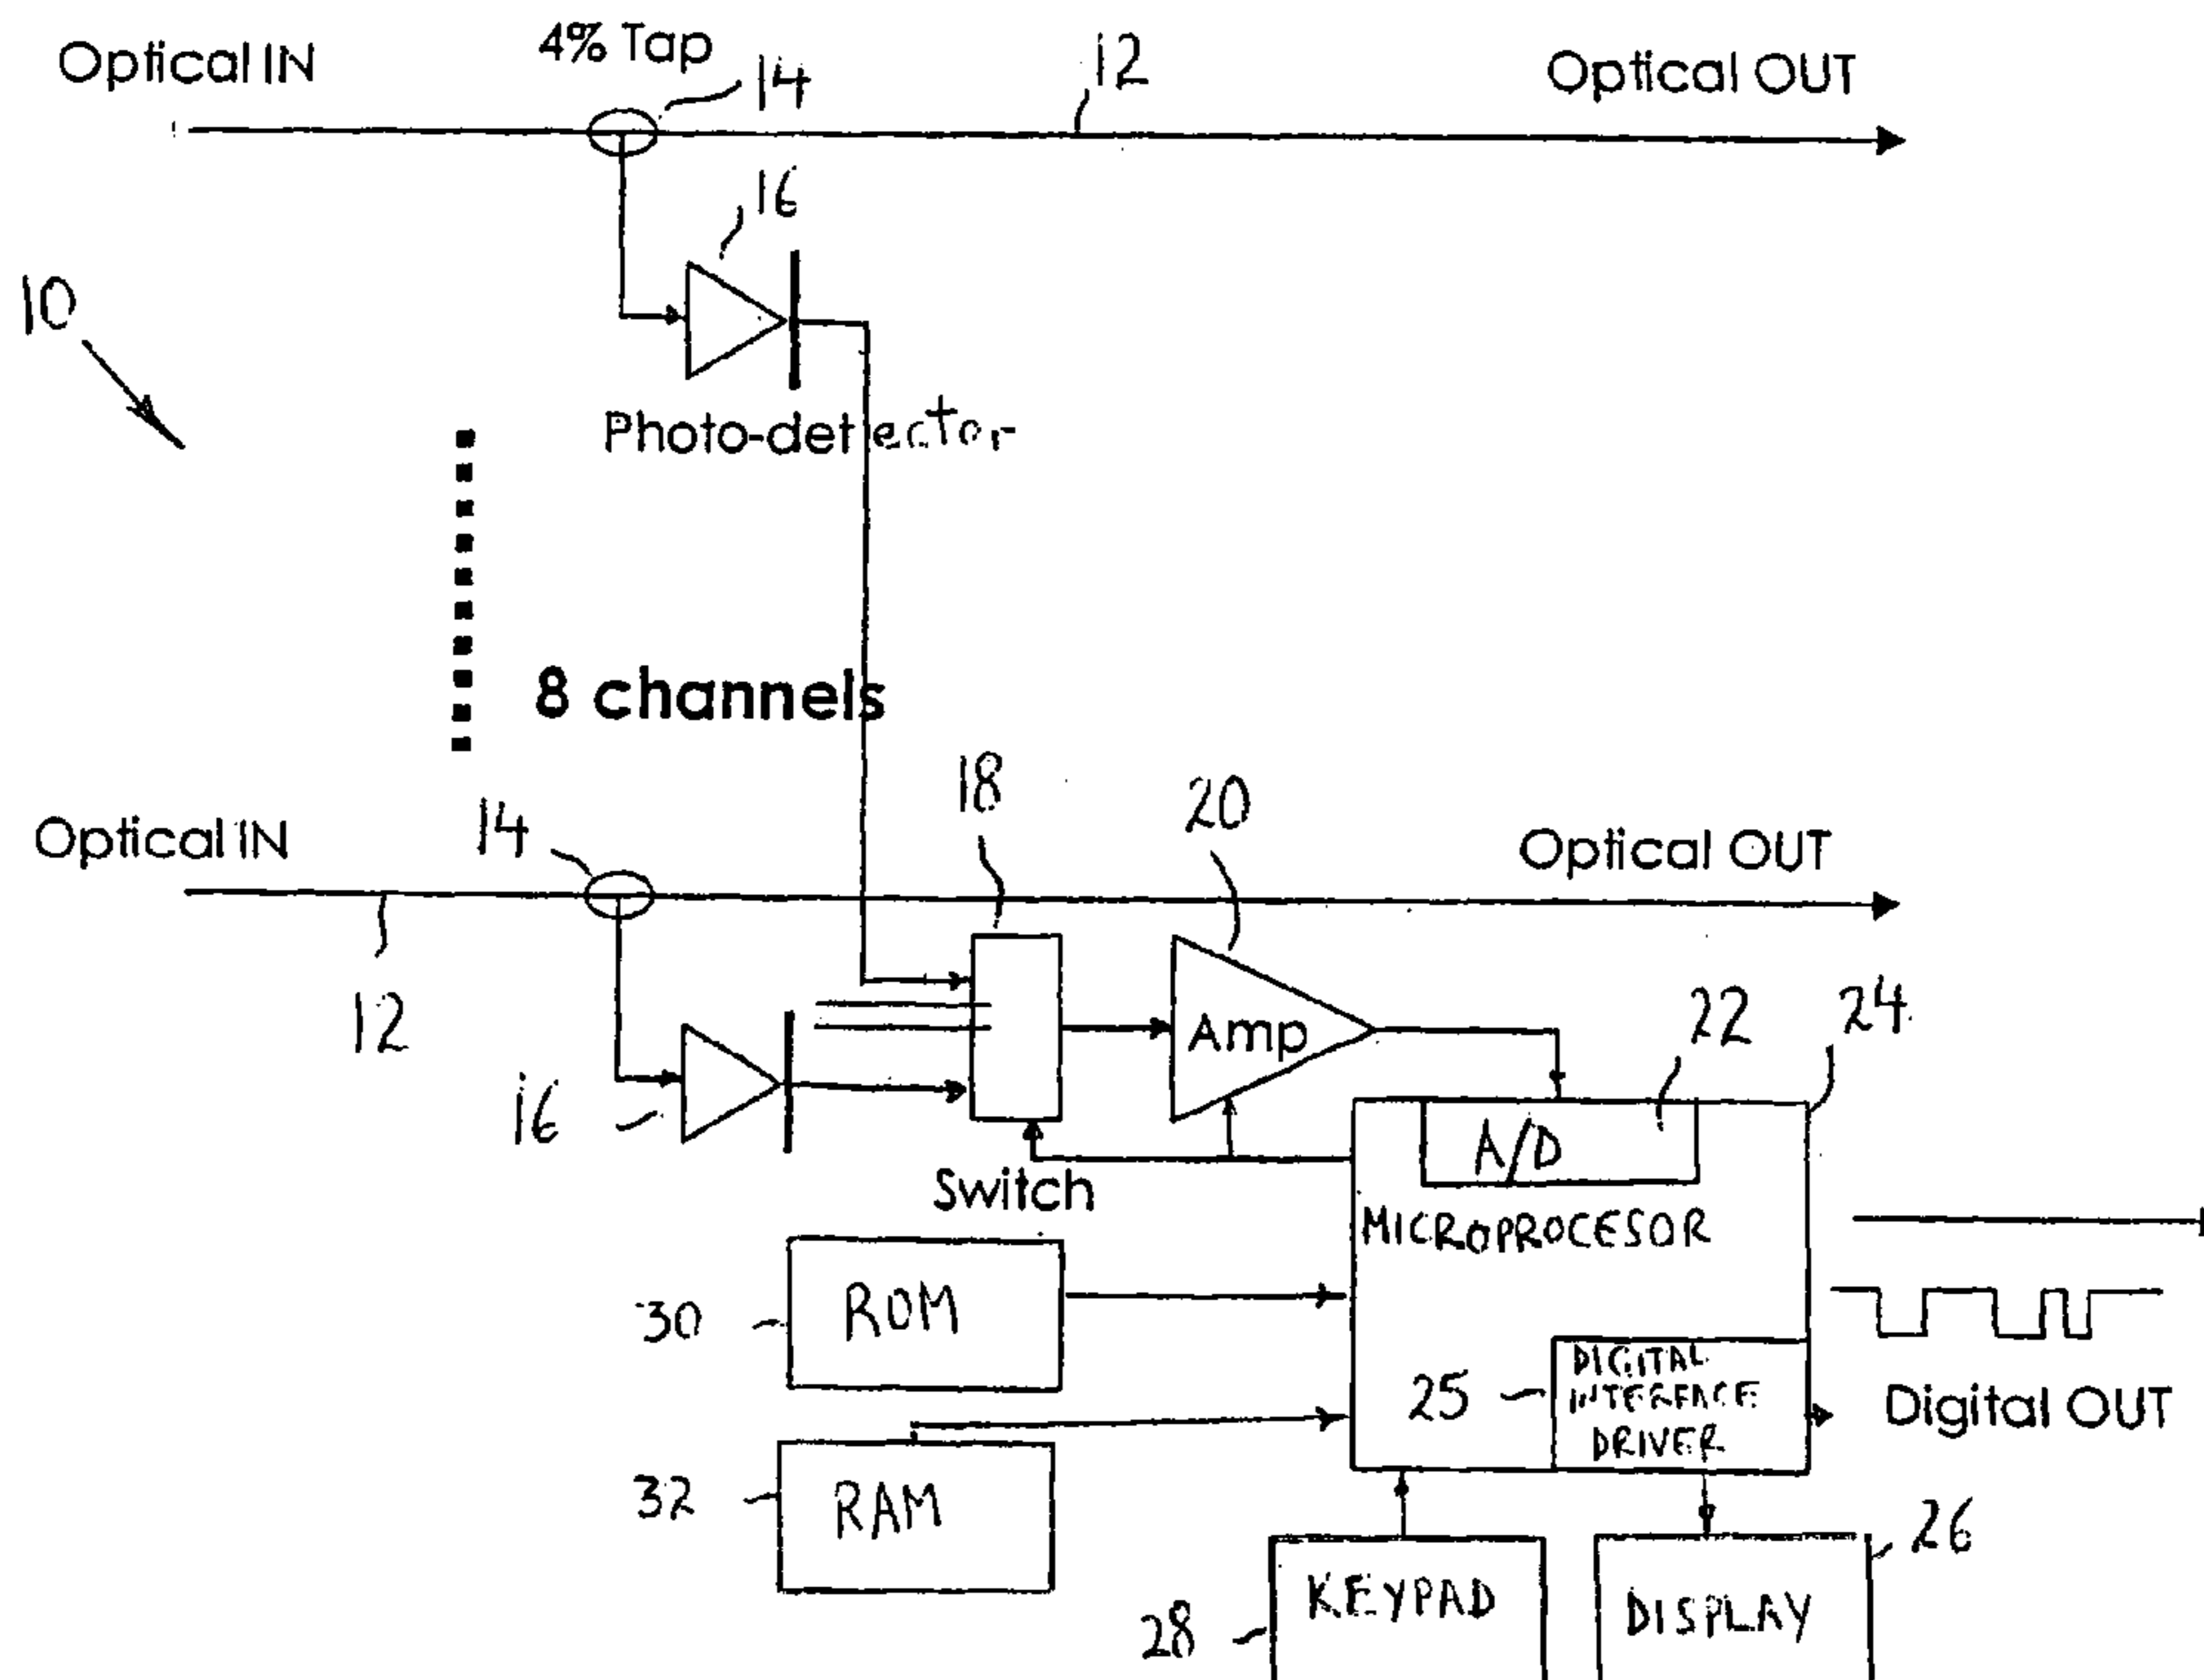 Optical IN
4% Tap
14
12
Optical OUT
16
10
Photo-detector
8 channels
18
20
Optical IN
14
Optical OUT
12
16
Amp
22
24
A/D
Switch
MICROPROCESOR
ROM
30
25
DIGITAL
INTERFACE
DRIVER
Digital OUT
32
RAM
26
28
KEYPAD
DISPLAY